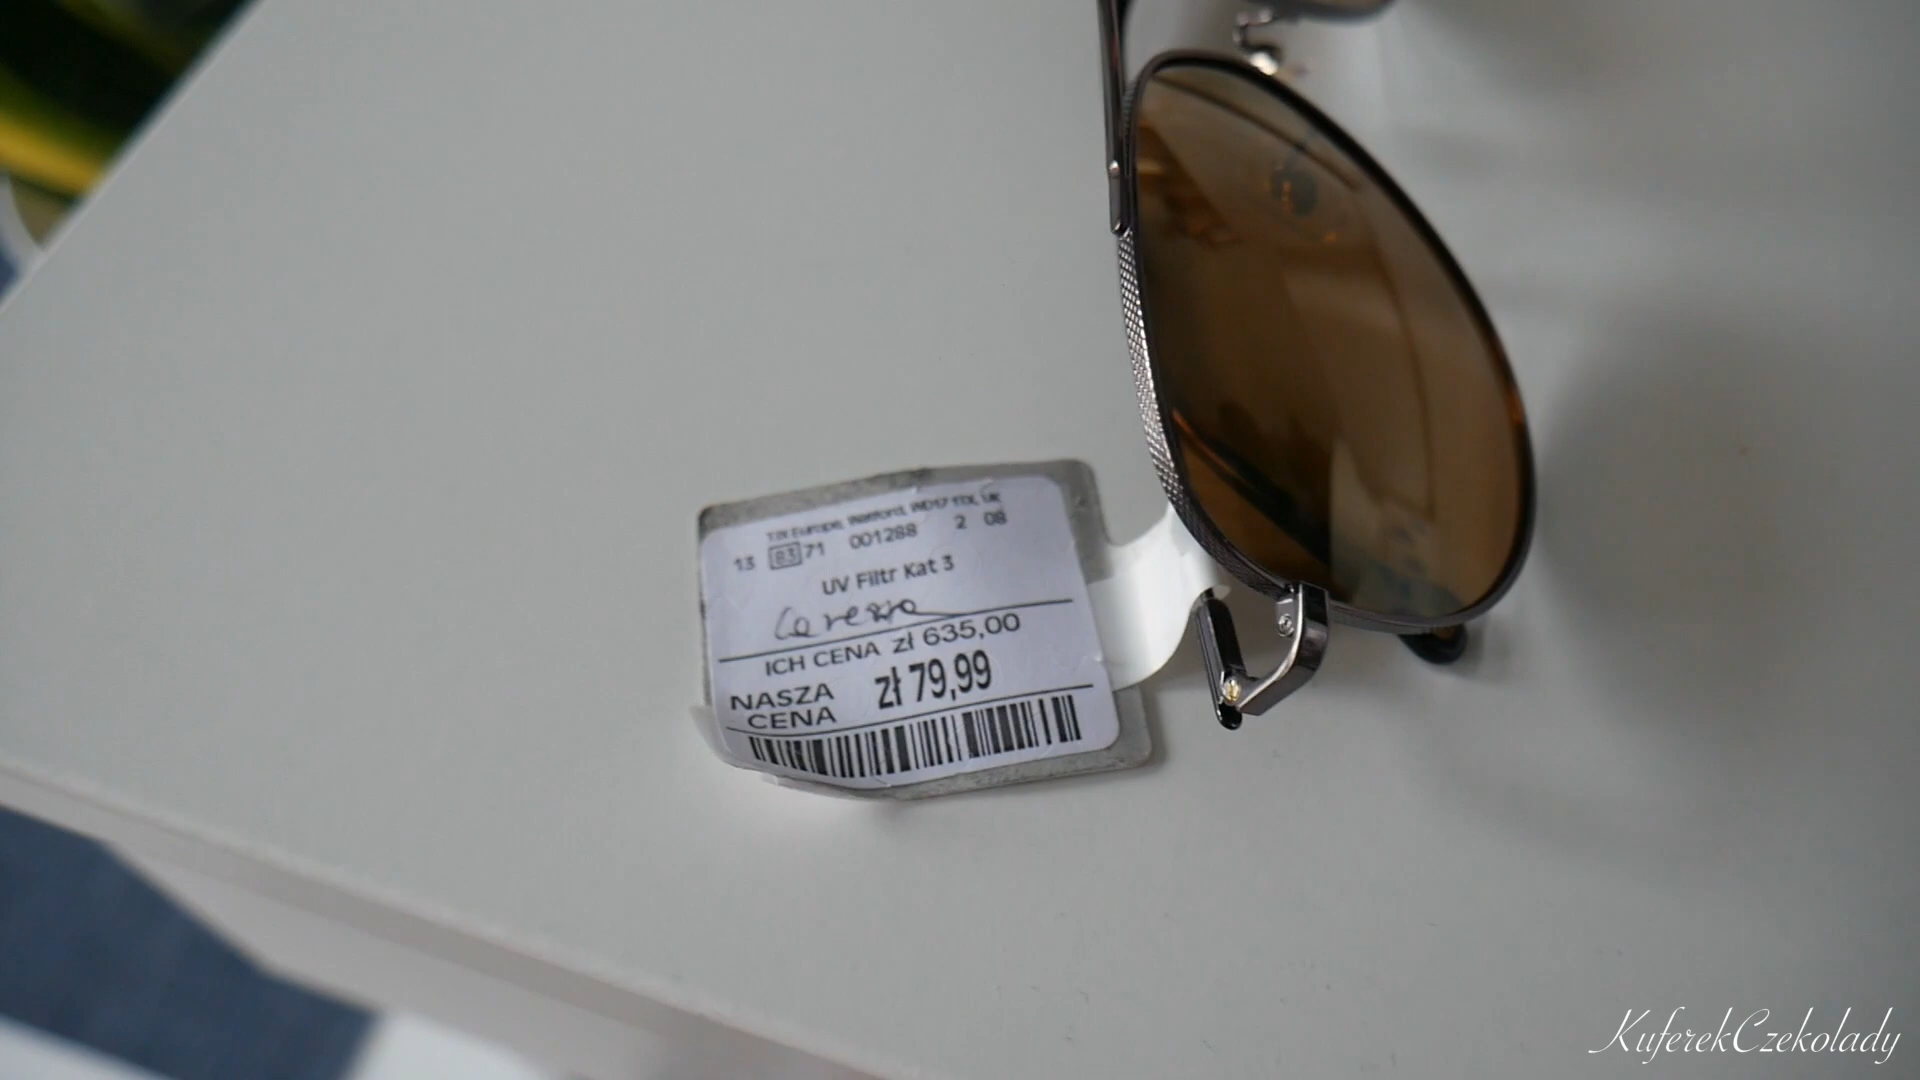 TJX Europe, Watford, WD17 1TX, UK
13 83 71 001288 2 08
UV Filtr Kat 3
ICH CENA zł 635,00
NASZA CENA zł 79,99
KuferekCzekolady